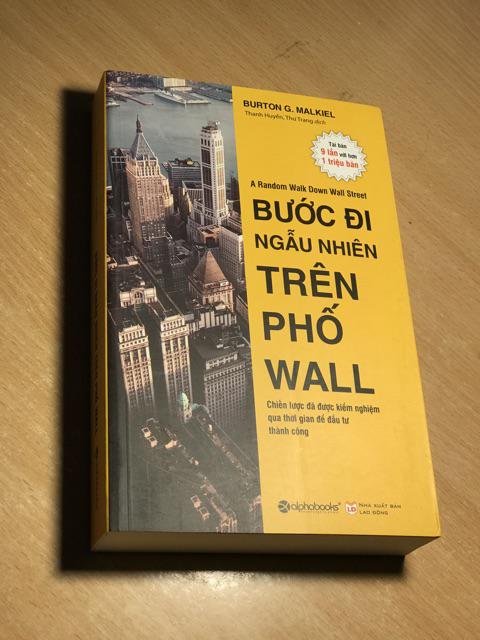 BURTON G. MALKIEL
Thanh Huyền, Thu Trang dịch
Tái bản
9 lần với hơn
1 triệu bản
A Random Walk Down Wall Street
BƯỚC ĐI
NGẪU NHIÊN
TRÊN
PHỐ
WALL
Chiến lược đã được kiểm nghiệm
qua thời gian để đầu tư
thành công
alphabooks
LĐ
NHÀ XUẤT BẢN
LAO ĐỘNG